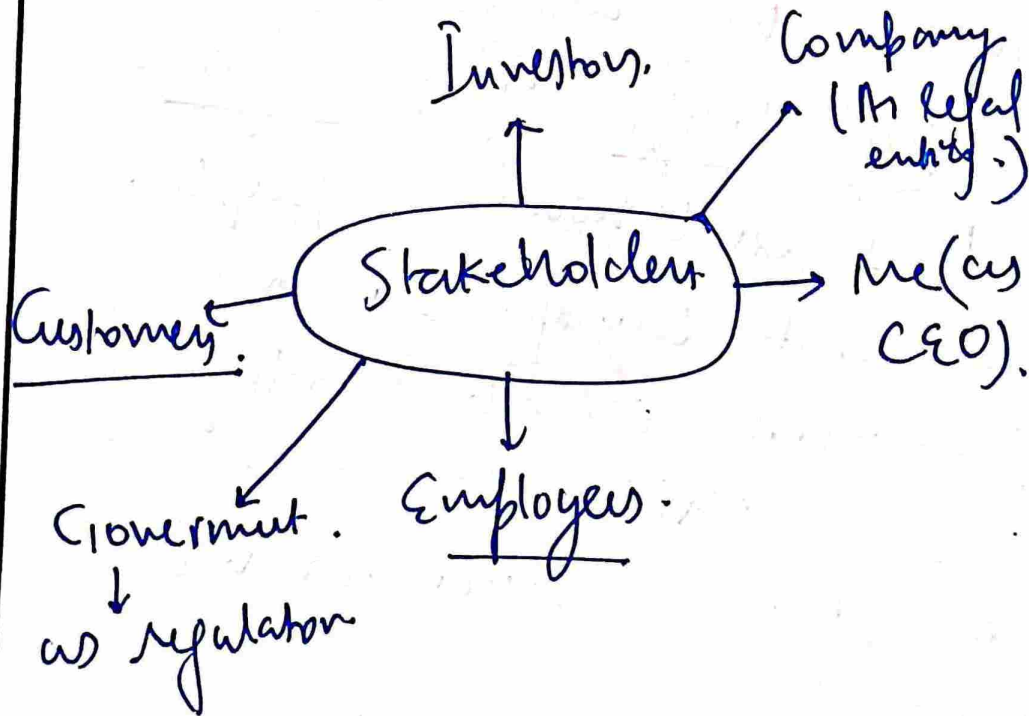 Investors.
Company
(As legal
entity.)
Stakeholders
Me (as
CEO).
Customers.
Employees.
Government.
as regulator